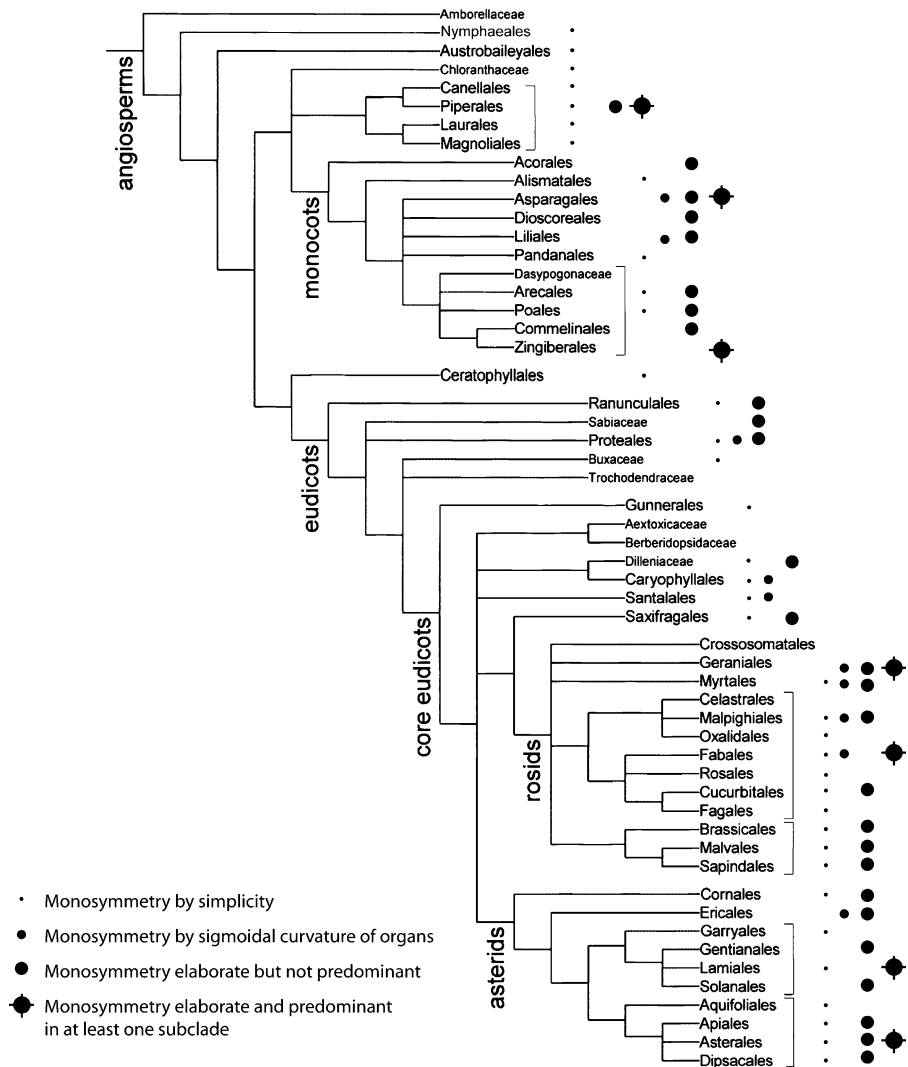 Amborellaceae
Nymphaeales
Austrobaileyales
Chloranthaceae
Canellales
Piperales
Laurales
Magnoliales
angiosperms
Acorales
Alismatales
Asparagales
Dioscoreales
Liliales
Pandanales
Dasypogonaceae
Arecales
Poales
Commelinales
Zingiberales
monocots
Ceratophyllales
Ranunculales
Sabiaceae
Proteales
Buxaceae
Trochodendraceae
eudicots
Gunnerales
Aextoxicaceae
Berberidopsidaceae
Dilleniaceae
Caryophyllales
Santalales
Saxifragales
core eudicots
Crossosomatales
Geraniales
Myrtales
Celastrales
Malpighiales
Oxalidales
Fabales
Rosales
Cucurbitales
Fagales
Brassicales
Malvales
Sapindales
rosids
Cornales
Ericales
Garryales
Gentianales
Lamiales
Solanales
Aquifoliales
Apiales
Asterales
Dipsacales
asterids
Monosymmetry by simplicity
Monosymmetry by sigmoidal curvature of organs
Monosymmetry elaborate but not predominant
Monosymmetry elaborate and predominant
in at least one subclade